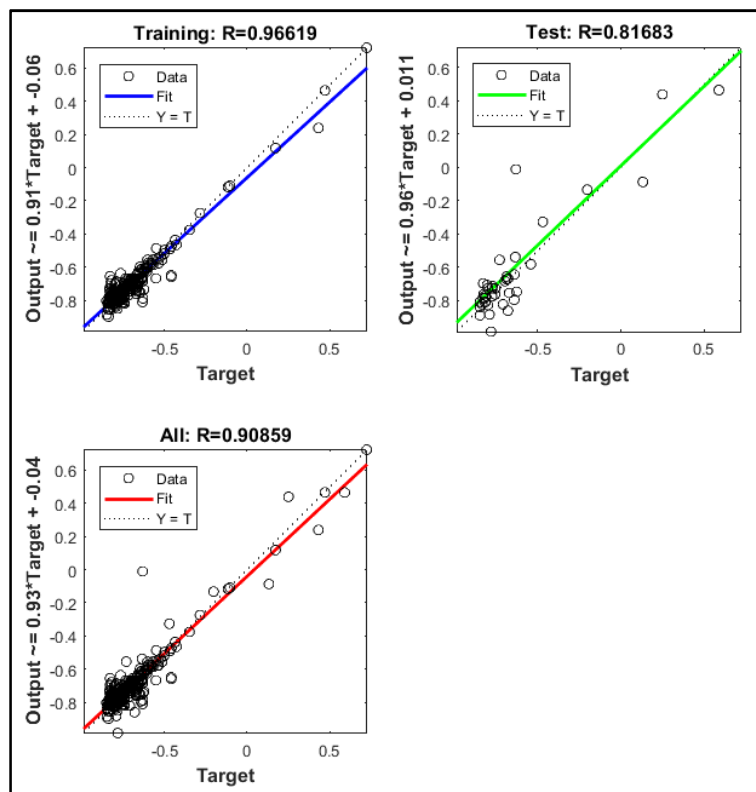 Training: R=0.96619
Output ~= 0.91*Target + -0.06
0.6
0.4
0.2
0
-0.2
-0.4
-0.6
-0.8
Data
Fit
Y = T
-0.5
0
0.5
Target
Test: R=0.81683
Output ~= 0.96*Target + 0.011
0.6
0.4
0.2
0
-0.2
-0.4
-0.6
-0.8
Data
Fit
Y = T
-0.5
0
0.5
Target
All: R=0.90859
Output ~= 0.93*Target + -0.04
0.6
0.4
0.2
0
-0.2
-0.4
-0.6
-0.8
Data
Fit
Y = T
-0.5
0
0.5
Target